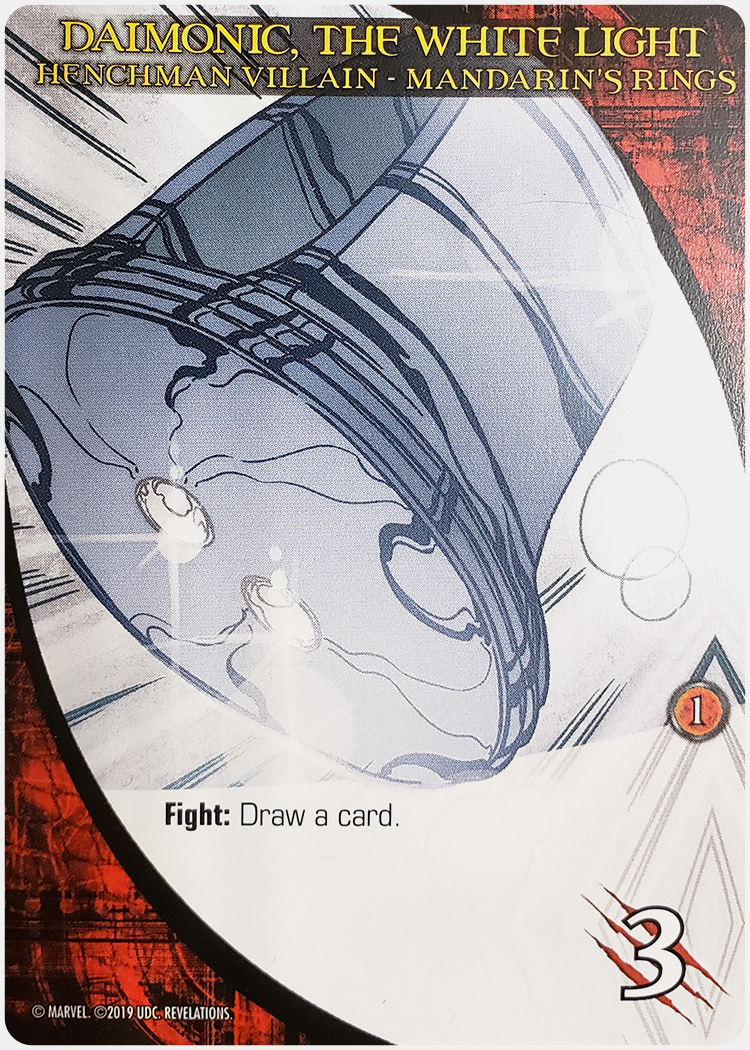 DAIMONIC, THE WHITE LIGHT
HENCHMAN VILLAIN - MANDARIN'S RINGS
1
Fight: Draw a card.
3
© MARVEL. ©2019 UDC. REVELATIONS.